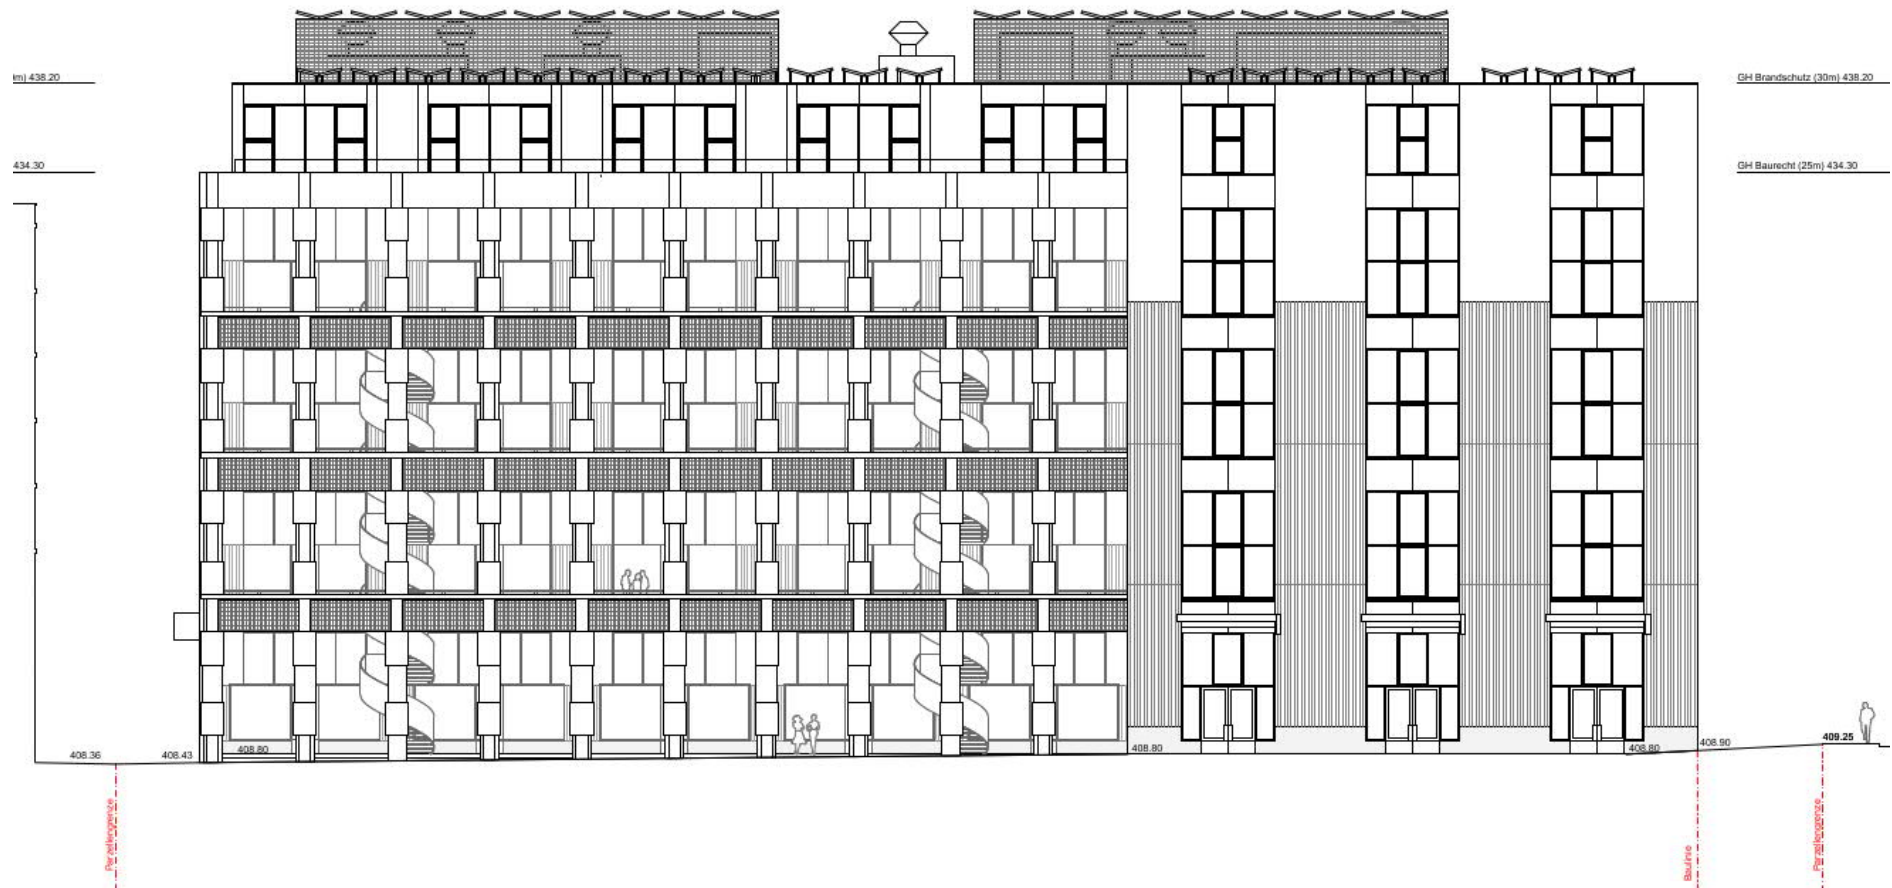 m) 438.20
GH Brandschutz (30m) 438.20
434.30
GH Baurecht (25m) 434.30
408.36
408.43
408.80
408.80
408.80
408.90
409.25
Parzellengrenze
Baulinie
Parzellengrenze